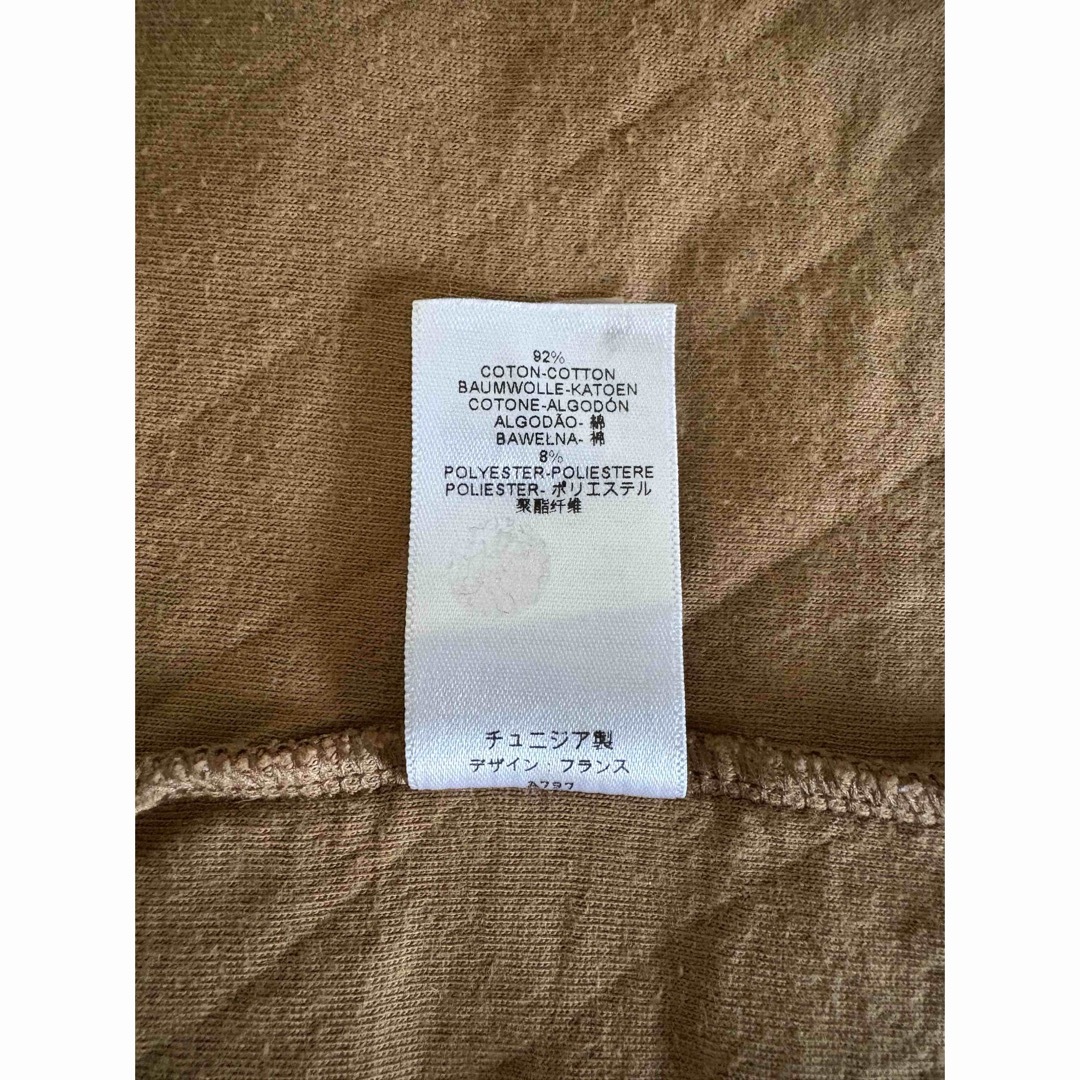 92%
COTON-COTTON
BAUMWOLLE-KATOEN
COTONE-ALGODÓN
ALGODÃO- 綿
BAWEŁNA- 棉
8%
POLYESTER-POLIESTERE
POLIESTER- ポリエステル
聚酯纤维
チュニジア製
デザイン : フランス
A797